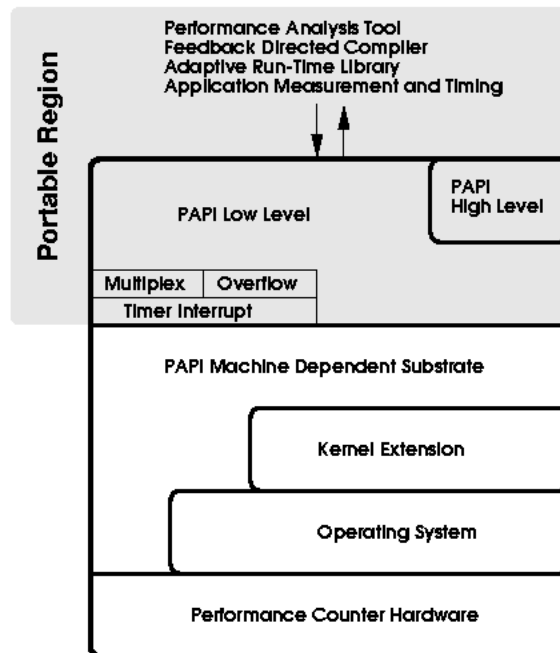 Performance Analysis Tool
Feedback Directed Compiler
Adaptive Run-Time Library
Application Measurement and Timing
Portable Region
PAPI Low Level
PAPI
High Level
Multiplex
Overflow
Timer Interrupt
PAPI Machine Dependent Substrate
Kernel Extension
Operating System
Performance Counter Hardware